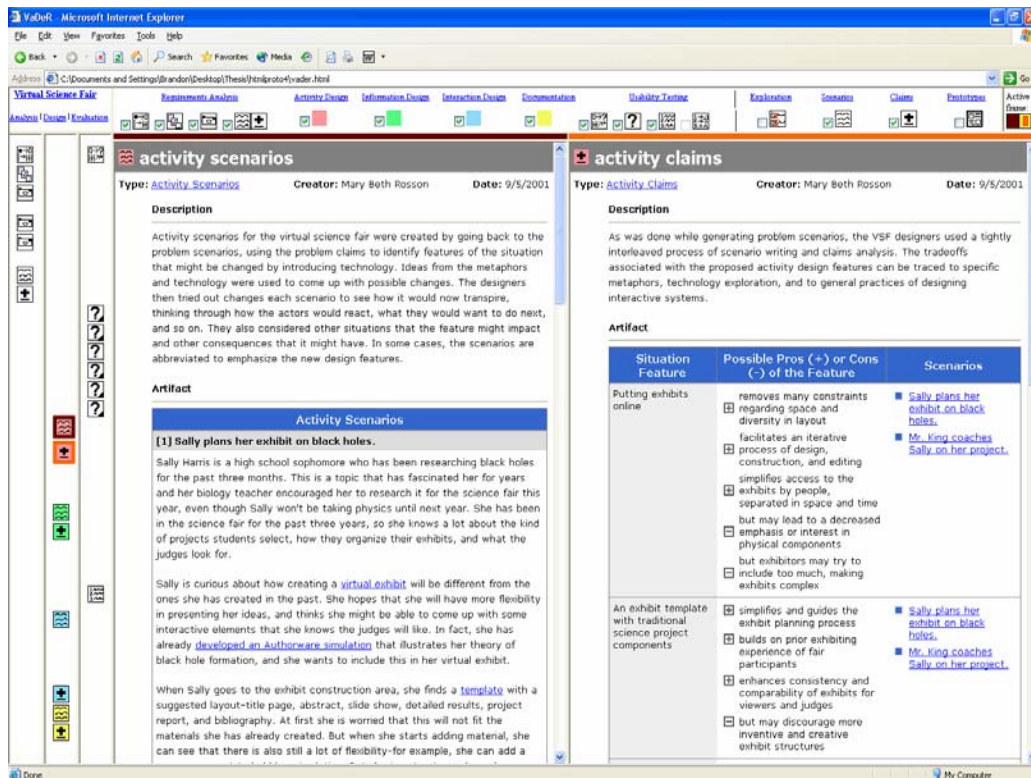 VaDeR - Microsoft Internet Explorer
File Edit View Favorites Tools Help
Back Search Favorites Media
Address C:\Documents and Settings\Brandon\Desktop\Thesis\htmlproto4\vader.html Go
Virtual Science Fair
Analysis | Design | Evaluation
Requirements Analysis Activity Design Information Design Interaction Design Documentation Usability Testing Exploration Scenarios Claims Prototypes Active frame
activity scenarios
Type: Activity Scenarios Creator: Mary Beth Rosson Date: 9/5/2001
Description
Activity scenarios for the virtual science fair were created by going back to the
problem scenarios, using the problem claims to identify features of the situation
that might be changed by introducing technology. Ideas from the metaphors
and technology were used to come up with possible changes. The designers
then tried out changes each scenario to see how it would now transpire,
thinking through how the actors would react, what they would want to do next,
and so on. They also considered other situations that the feature might impact
and other consequences that it might have. In some cases, the scenarios are
abbreviated to emphasize the new design features.
Artifact
Activity Scenarios
[1] Sally plans her exhibit on black holes.
Sally Harris is a high school sophomore who has been researching black holes
for the past three months. This is a topic that has fascinated her for years
and her biology teacher encouraged her to research it for the science fair this
year, even though Sally won't be taking physics until next year. She has been
in the science fair for the past three years, so she knows a lot about the kind
of projects students select, how they organize their exhibits, and what the
judges look for.
Sally is curious about how creating a virtual exhibit will be different from the
ones she has created in the past. She hopes that she will have more flexibility
in presenting her ideas, and thinks she might be able to come up with some
interactive elements that she knows the judges will like. In fact, she has
already developed an Authorware simulation that illustrates her theory of
black hole formation, and she wants to include this in her virtual exhibit.
When Sally goes to the exhibit construction area, she finds a template with a
suggested layout-title page, abstract, slide show, detailed results, project
report, and bibliography. At first she is worried that this will not fit the
materials she has already created. But when she starts adding material, she
can see that there is also still a lot of flexibility-for example, she can add a
activity claims
Type: Activity Claims Creator: Mary Beth Rosson Date: 9/5/2001
Description
As was done while generating problem scenarios, the VSF designers used a tightly
interleaved process of scenario writing and claims analysis. The tradeoffs
associated with the proposed activity design features can be traced to specific
metaphors, technology exploration, and to general practices of designing
interactive systems.
Artifact
Situation
Feature
Possible Pros (+) or Cons
(-) of the Feature
Scenarios
Putting exhibits
online
removes many constraints
regarding space and
diversity in layout
facilitates an iterative
process of design,
construction, and editing
simplifies access to the
exhibits by people,
separated in space and time
but may lead to a decreased
emphasis or interest in
physical components
but exhibitors may try to
include too much, making
exhibits complex
Sally plans her
exhibit on black
holes.
Mr. King coaches
Sally on her project.
An exhibit template
with traditional
science project
components
simplifies and guides the
exhibit planning process
builds on prior exhibiting
experience of fair
participants
enhances consistency and
comparability of exhibits for
viewers and judges
but may discourage more
inventive and creative
exhibit structures
Sally plans her
exhibit on black
holes.
Mr. King coaches
Sally on her project.
Done My Computer